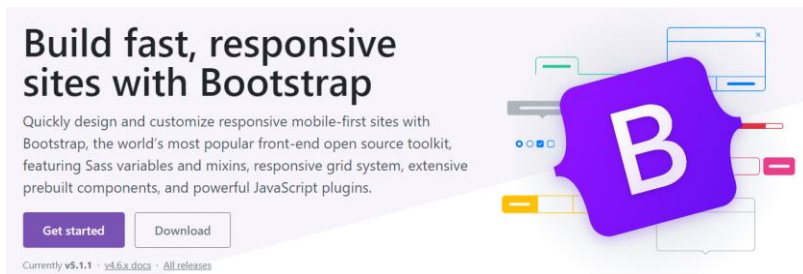 Build fast, responsive
sites with Bootstrap
Quickly design and customize responsive mobile-first sites with
Bootstrap, the world's most popular front-end open source toolkit,
featuring Sass variables and mixins, responsive grid system, extensive
prebuilt components, and powerful JavaScript plugins.
Get started
Download
Currently v5.1.1 · v4.6.x docs · All releases
B